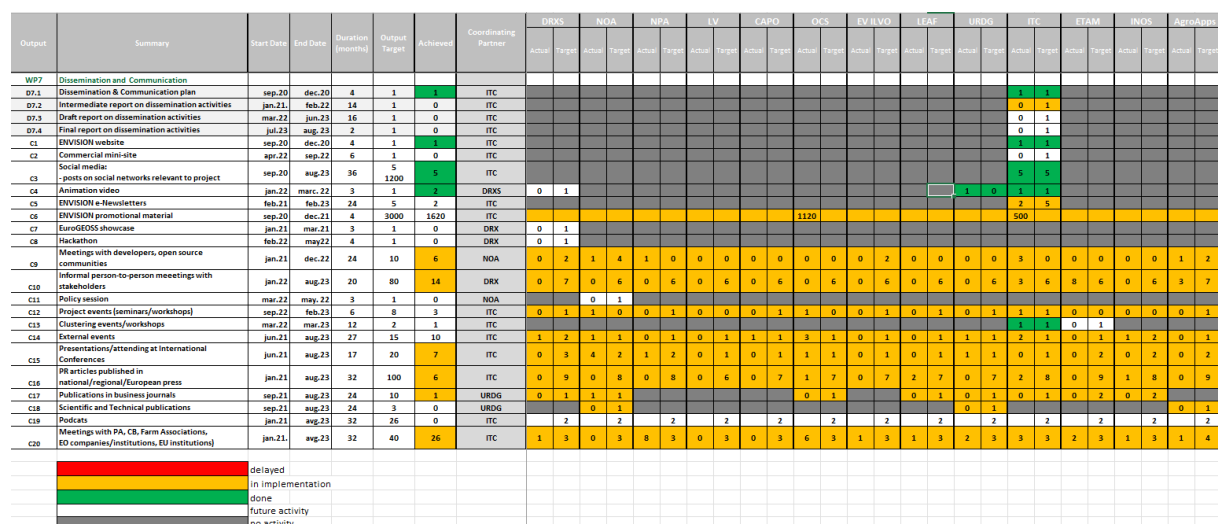 DRXS NOA NPA LV CAPO OCS EV ILVO LEAF URDG ITC ETAM INOS AgroApps
Output Summary Start Date End Date Duration (months) Output Target Achieved Coordinating Partner Actual Target Actual Target Actual Target Actual Target Actual Target Actual Target Actual Target Actual Target Actual Target Actual Target Actual Target Actual Target Actual Target
WP7 Dissemination and Communication
D7.1 Dissemination & Communication plan sep.20 dec.20 4 1 1 ITC 1 1
D7.2 Intermediate report on dissemination activities jan.21. feb.22 14 1 0 ITC 0 1
D7.3 Draft report on dissemination activities mar.22 jun.23 16 1 0 ITC 0 1
D7.4 Final report on dissemination activities jul.23 aug. 23 2 1 0 ITC 0 1
C1 ENVISION website sep.20 dec.20 4 1 1 ITC 1 1
C2 Commercial mini-site apr.22 sep.22 6 1 0 ITC 0 1
Social media:
- posts on social networks relevant to project
C3 sep.20 aug.23 36 5 1200 5 ITC 5 5
C4 Animation video jan.22 marc. 22 3 1 2 DRXS 0 1 1 0 1 1
C5 ENVISION e-Newsletters feb.21 feb.23 24 5 2 ITC 2 5
C6 ENVISION promotional material sep.20 dec.21 4 3000 1620 ITC 1120 500
C7 EuroGEOSS showcase jan.21 mar.21 3 1 0 DRX 0 1
C8 Hackathon feb.22 may22 4 1 0 DRX 0 1
Meetings with developers, open source
communities
C9 jan.21 dec.22 24 10 6 NOA 0 2 1 4 1 0 0 0 0 0 0 0 0 2 0 0 0 0 3 0 0 0 0 0 1 2
Informal person-to-person meeetings with
stakeholders
C10 jan.22 aug.23 20 80 14 DRX 0 7 0 6 0 6 0 6 0 6 0 6 0 6 0 6 0 6 3 6 8 6 0 6 3 7
C11 Policy session mar.22 may. 22 3 1 0 NOA 0 1
C12 Project events (seminars/workshops) sep.22 feb.23 6 8 3 ITC 0 1 1 0 0 1 0 0 0 1 1 0 0 1 0 1 0 1 1 1 0 0 0 0 0 1
C13 Clustering events/workshops mar.22 mar.23 12 2 1 ITC 1 1 0 1
C14 External events jun.21 aug.23 27 15 10 ITC 1 2 1 1 0 1 0 1 1 1 3 1 0 1 0 1 1 1 2 1 0 1 1 2 0 1
Presentations/attending at International
Conferences
C15 jun.21 aug.23 17 20 7 ITC 0 3 4 2 1 2 0 1 0 1 1 1 0 1 0 1 1 1 0 1 0 2 0 2 0 2
PR articles published in
national/regional/European press
C16 jan.21 aug.23 32 100 6 ITC 0 9 0 8 0 8 0 6 0 7 1 7 0 7 2 7 0 7 2 8 0 9 1 8 0 9
C17 Publications in business journals sep.21 aug.23 24 10 1 URDG 0 1 1 1 0 1 0 1 0 1 0 1 0 2 0 2
C18 Scientific and Technical publications sep.21 aug.23 24 3 0 URDG 0 1 0 1 0 1
C19 Podcats jan.21 avg.23 32 26 0 ITC 2 2 2 2 2 2 2 2 2 2 2 2 2
Meetings with PA, CB, Farm Associations,
EO companies/institutions, EU institutions)
C20 jan.21. avg.23 32 40 26 ITC 1 3 0 3 8 3 0 3 0 3 6 3 1 3 1 3 2 3 3 3 2 3 1 3 1 4
delayed
in implementation
done
future activity
no activity